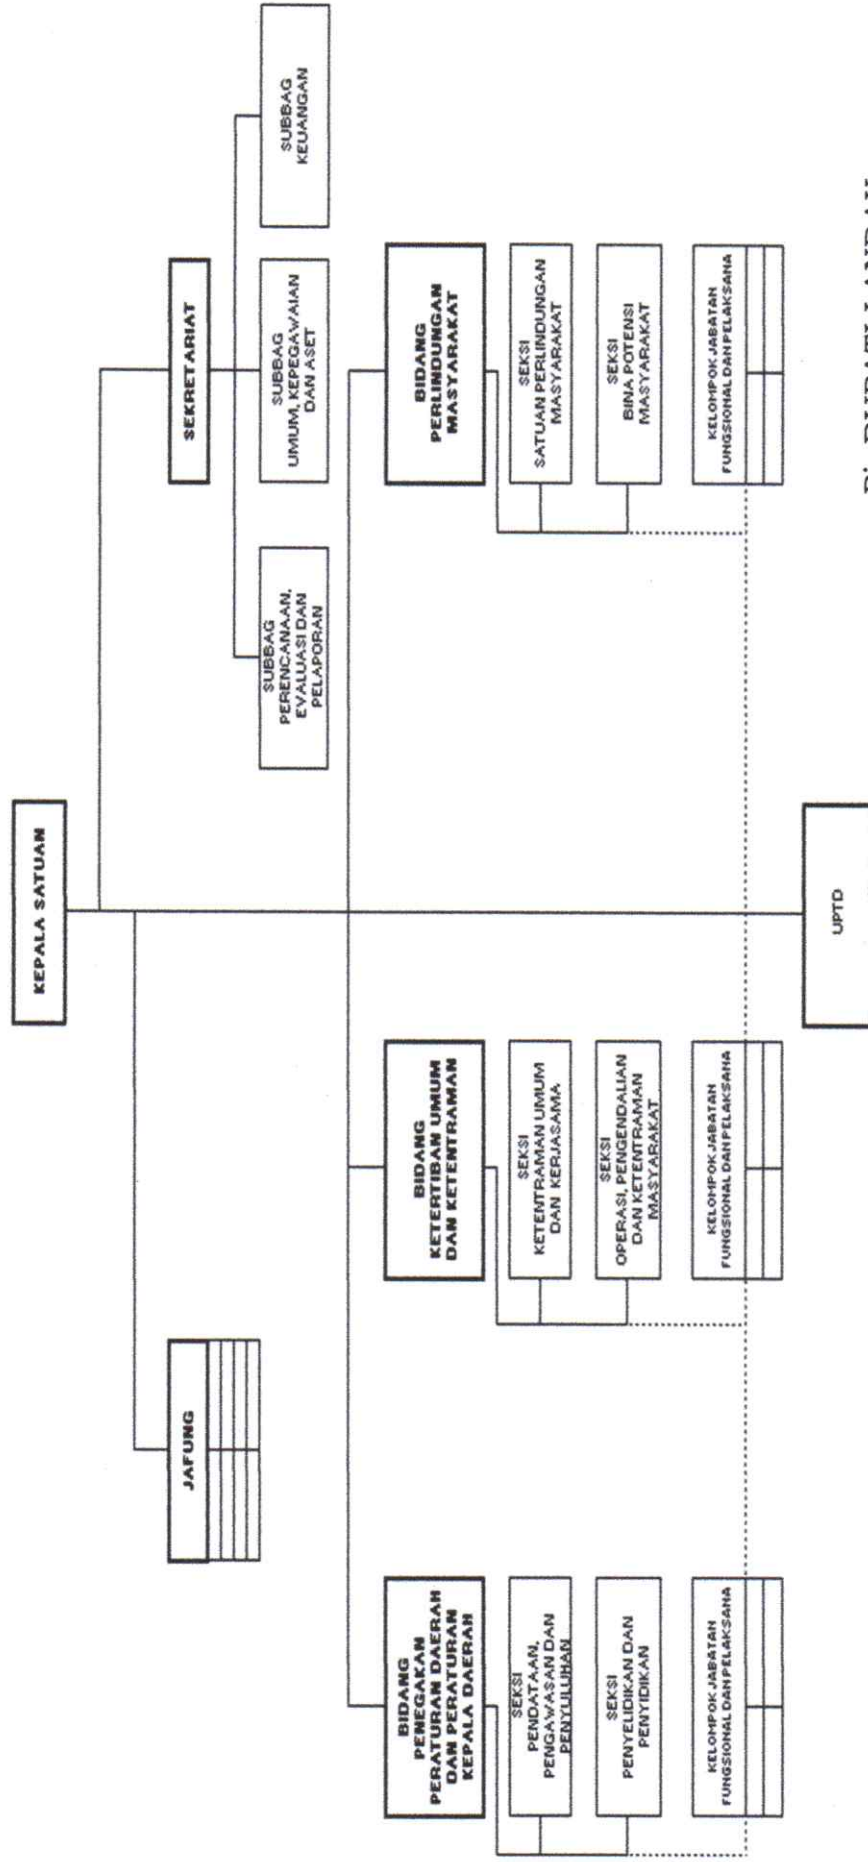 KEPALA SATUAN
JAFUNG
SEKRETARIAT
SUBBAG
PERENCANAAN,
EVALUASI DAN
PELAPORAN
SUBBAG
UMUM, KEPEGAWAIAN
DAN ASET
SUBBAG
KEUANGAN
BIDANG
PENEGAKAN
PERATURAN DAERAH
DAN PERATURAN
KEPALA DAERAH
SEKSI
PENDATAAN,
PENGAWASAN DAN
PENYULUHAN
SEKSI
PENYELIDIKAN DAN
PENYIDIKAN
KELOMPOK JABATAN
FUNGSIONAL DAN PELAKSANA
BIDANG
KETERTIBAN UMUM
DAN KETENTRAMAN
SEKSI
KETENTRAMAN UMUM
DAN KERJASAMA
SEKSI
OPERASI, PENGENDALIAN
DAN KETENTRAMAN
MASYARAKAT
KELOMPOK JABATAN
FUNGSIONAL DAN PELAKSANA
BIDANG
PERLINDUNGAN
MASYARAKAT
SEKSI
SATUAN PERLINDUNGAN
MASYARAKAT
SEKSI
BINA POTENSI
MASYARAKAT
KELOMPOK JABATAN
FUNGSIONAL DAN PELAKSANA
UPTD